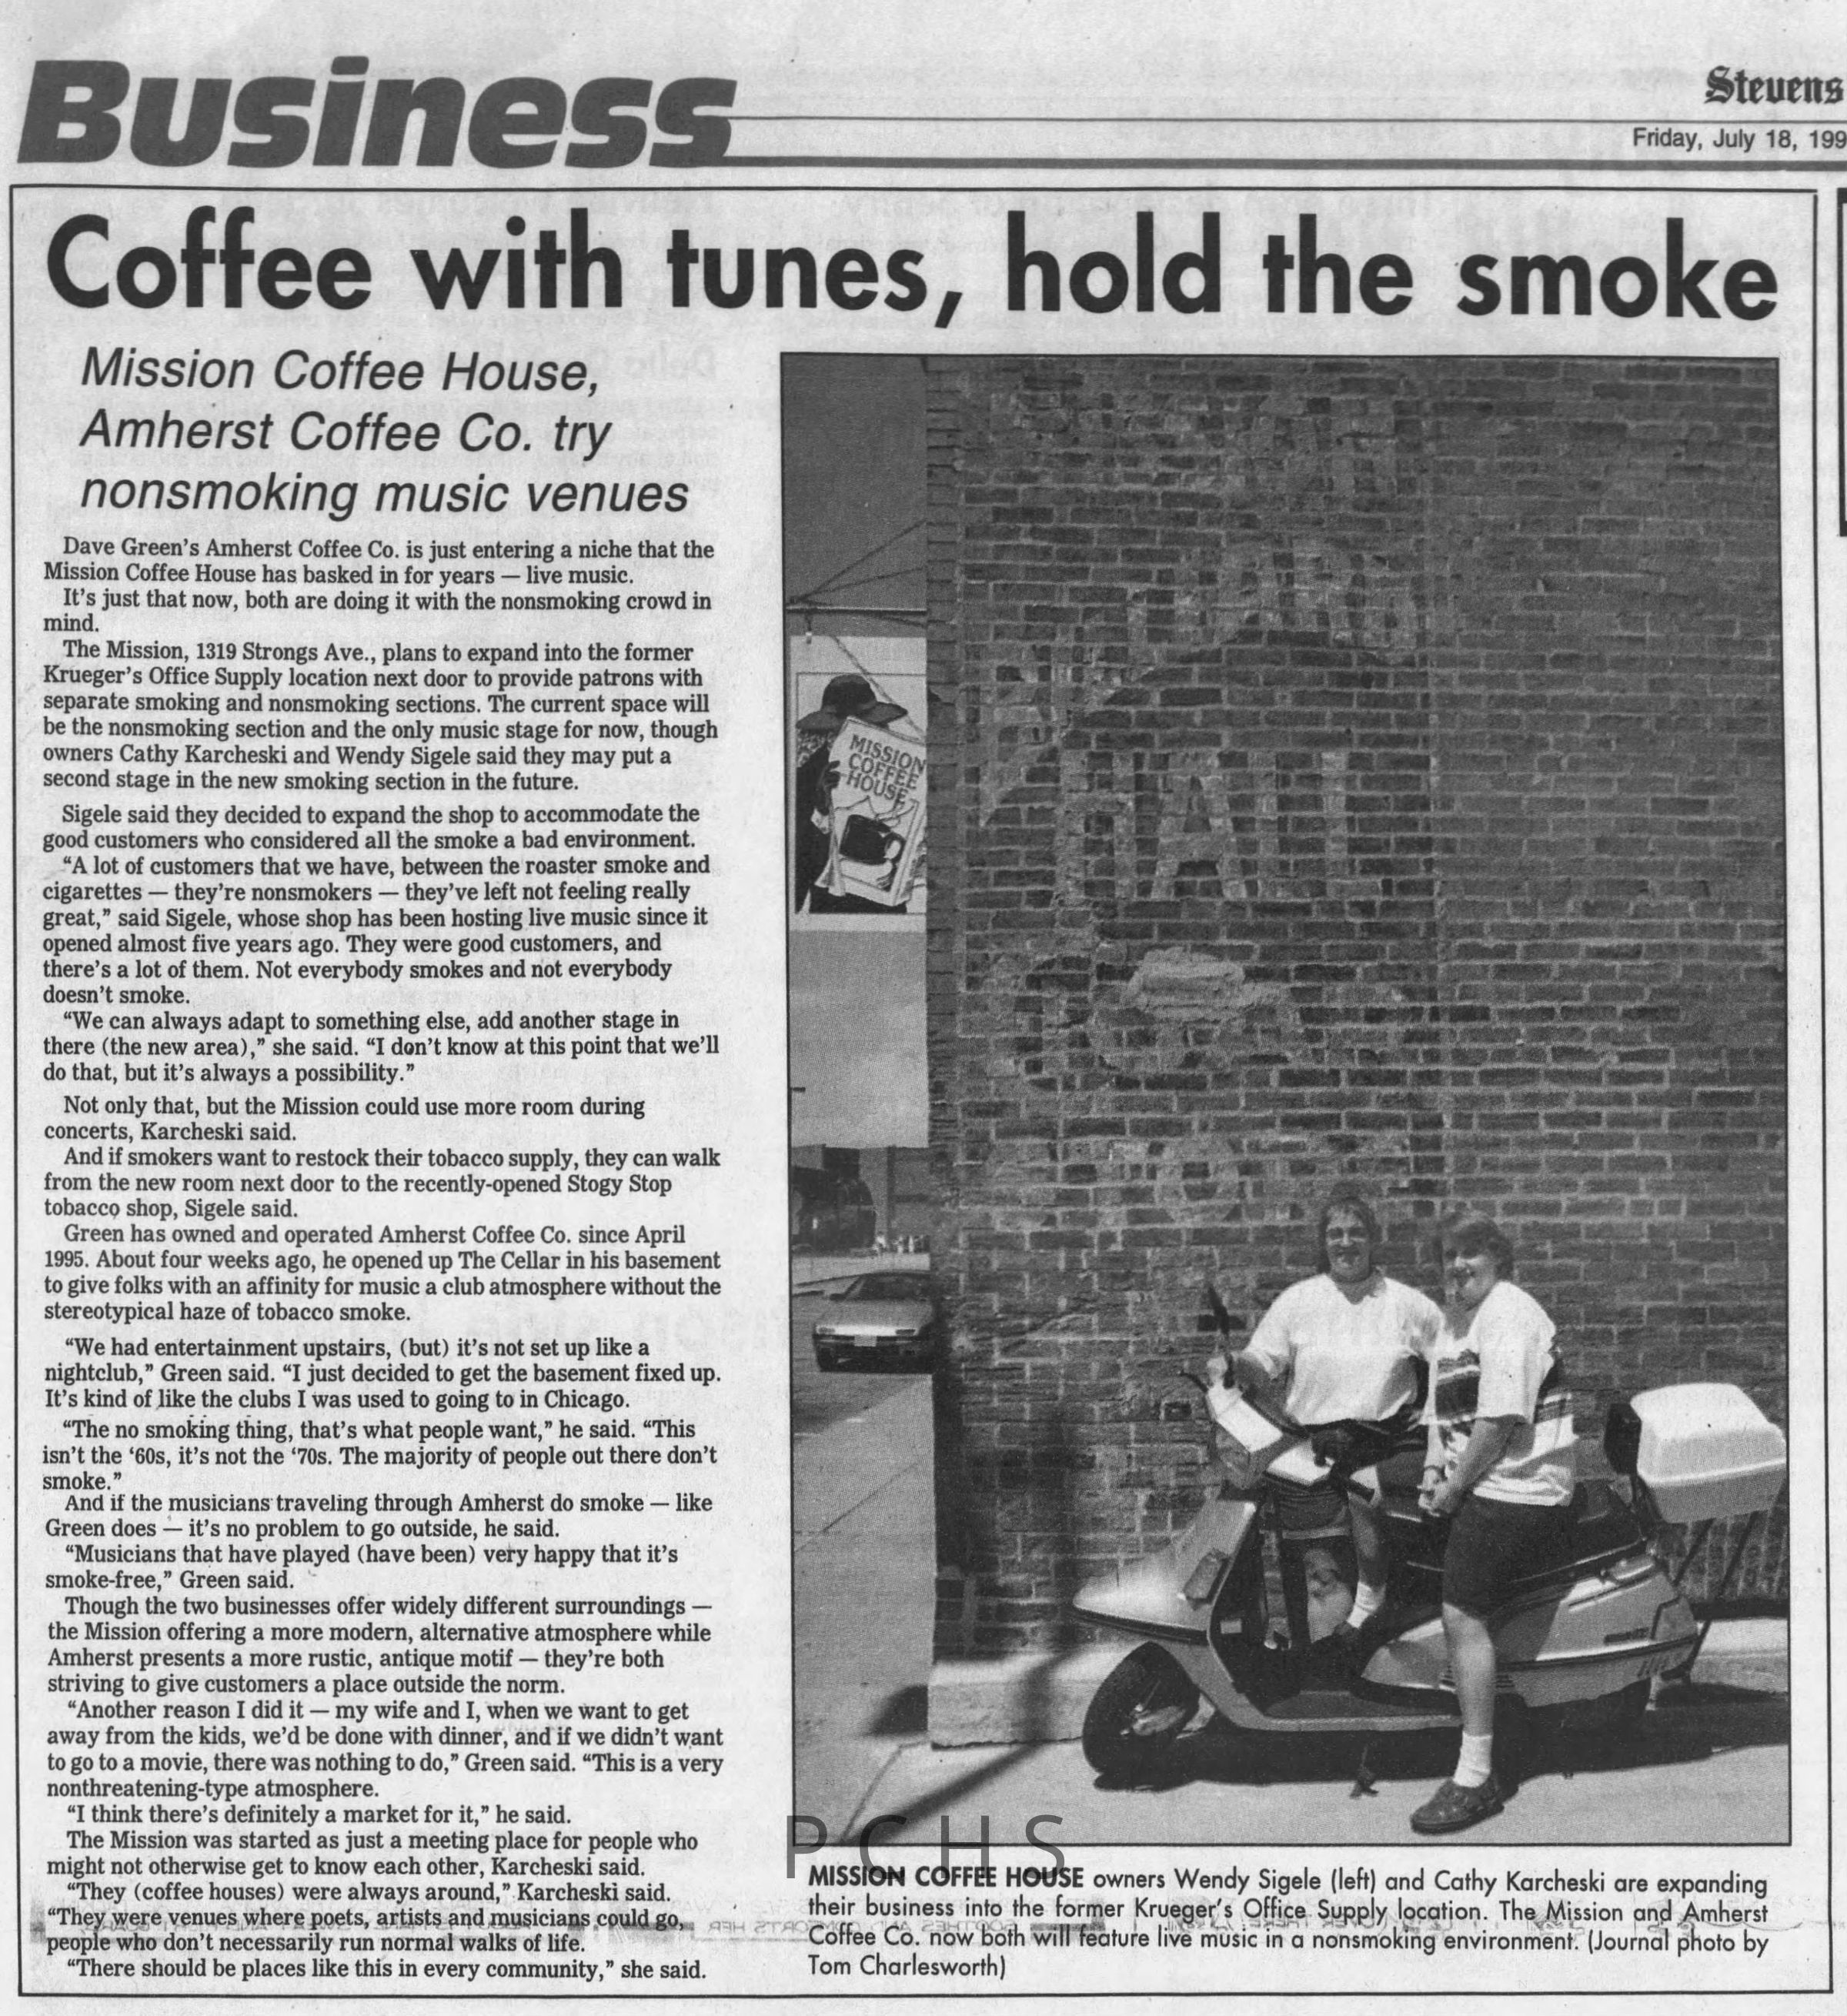 Business
Stevens
Friday, July 18, 199
Coffee with tunes, hold the smoke
Mission Coffee House,
Amherst Coffee Co. try
nonsmoking music venues
Dave Green's Amherst Coffee Co. is just entering a niche that the
Mission Coffee House has basked in for years — live music.
It's just that now, both are doing it with the nonsmoking crowd in
mind.
The Mission, 1319 Strongs Ave., plans to expand into the former
Krueger's Office Supply location next door to provide patrons with
separate smoking and nonsmoking sections. The current space will
be the nonsmoking section and the only music stage for now, though
owners Cathy Karcheski and Wendy Sigele said they may put a
second stage in the new smoking section in the future.
Sigele said they decided to expand the shop to accommodate the
good customers who considered all the smoke a bad environment.
“A lot of customers that we have, between the roaster smoke and
cigarettes — they're nonsmokers — they've left not feeling really
great,” said Sigele, whose shop has been hosting live music since it
opened almost five years ago. They were good customers, and
there's a lot of them. Not everybody smokes and not everybody
doesn't smoke.
“We can always adapt to something else, add another stage in
there (the new area),” she said. “I don't know at this point that we'll
do that, but it's always a possibility.”
Not only that, but the Mission could use more room during
concerts, Karcheski said.
And if smokers want to restock their tobacco supply, they can walk
from the new room next door to the recently-opened Stogy Stop
tobacco shop, Sigele said.
Green has owned and operated Amherst Coffee Co. since April
1995. About four weeks ago, he opened up The Cellar in his basement
to give folks with an affinity for music a club atmosphere without the
stereotypical haze of tobacco smoke.
“We had entertainment upstairs, (but) it's not set up like a
nightclub,” Green said. “I just decided to get the basement fixed up.
It's kind of like the clubs I was used to going to in Chicago.
“The no smoking thing, that's what people want,” he said. “This
isn't the ‘60s, it's not the ‘70s. The majority of people out there don't
smoke.”
And if the musicians traveling through Amherst do smoke — like
Green does — it's no problem to go outside, he said.
“Musicians that have played (have been) very happy that it's
smoke-free,” Green said.
Though the two businesses offer widely different surroundings —
the Mission offering a more modern, alternative atmosphere while
Amherst presents a more rustic, antique motif — they're both
striving to give customers a place outside the norm.
“Another reason I did it — my wife and I, when we want to get
away from the kids, we'd be done with dinner, and if we didn't want
to go to a movie, there was nothing to do,” Green said. “This is a very
nonthreatening-type atmosphere.
“I think there's definitely a market for it,” he said.
The Mission was started as just a meeting place for people who
might not otherwise get to know each other, Karcheski said.
“They (coffee houses) were always around,” Karcheski said.
“They were venues where poets, artists and musicians could go,
people who don't necessarily run normal walks of life.
“There should be places like this in every community,” she said.
MISSION
COFFEE
HOUSE
PCHS
MISSION COFFEE HOUSE owners Wendy Sigele (left) and Cathy Karcheski are expanding
their business into the former Krueger's Office Supply location. The Mission and Amherst
Coffee Co. now both will feature live music in a nonsmoking environment. (Journal photo by
Tom Charlesworth)